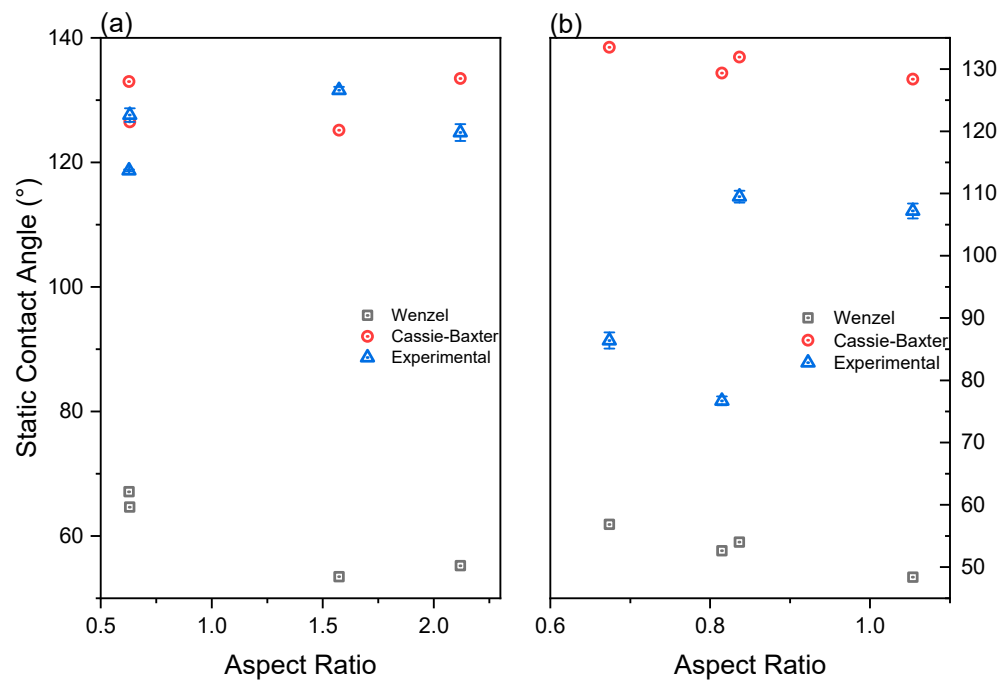 (a)
(b)
Static Contact Angle (°)
140
120
100
80
60
Wenzel
Cassie-Baxter
Experimental
0.5 1.0 1.5 2.0
Aspect Ratio
Wenzel
Cassie-Baxter
Experimental
130
120
110
100
90
80
70
60
50
0.6 0.8 1.0
Aspect Ratio